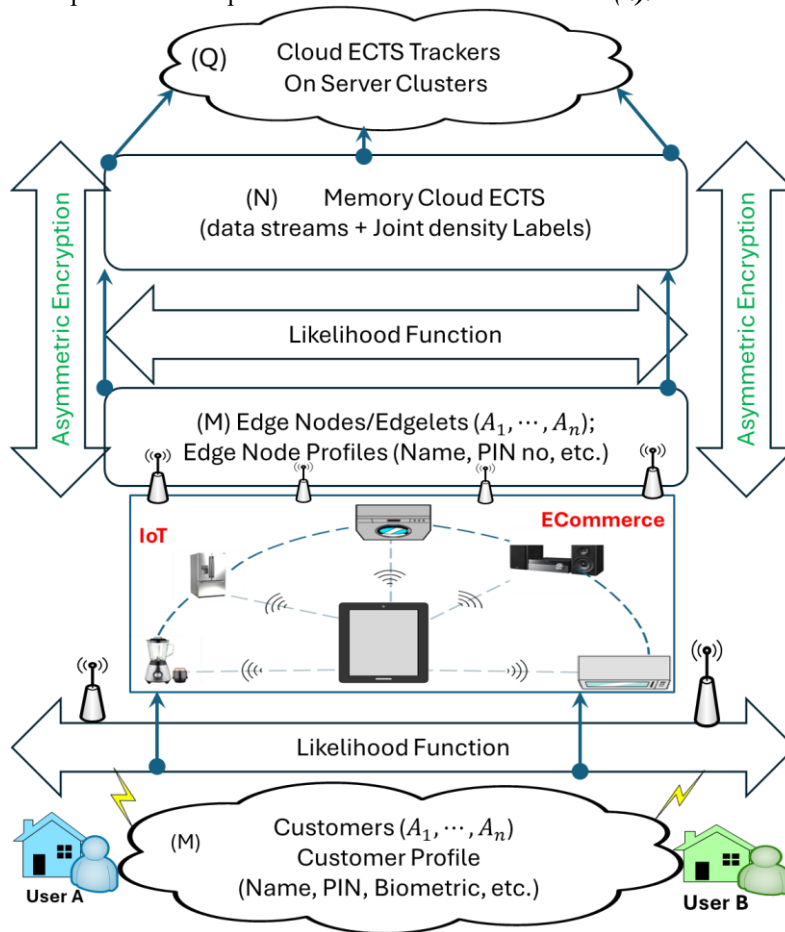 (Q) Cloud ECTS Trackers
On Server Clusters
Asymmetric Encryption
(N) Memory Cloud ECTS
(data streams + Joint density Labels)
Asymmetric Encryption
Likelihood Function
(M) Edge Nodes/Edgelets (A₁, ⋯, Aₙ);
Edge Node Profiles (Name, PIN no, etc.)
IoT
ECommerce
Likelihood Function
(M) Customers (A₁, ⋯, Aₙ)
Customer Profile
(Name, PIN, Biometric, etc.)
User A
User B